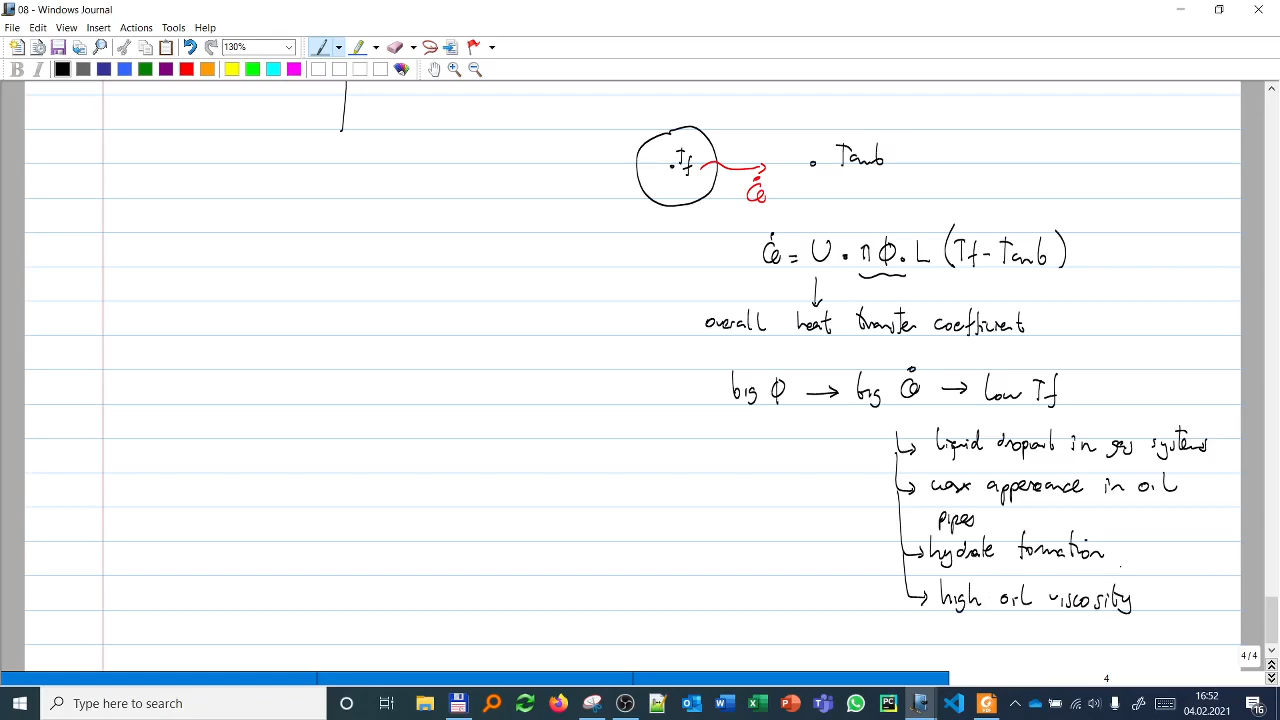 08 - Windows Journal
File Edit View Insert Actions Tools Help
130%
B I
Tf
Tamb
Q̇
Q̇ = U · π φ · L (Tf - Tamb)
overall heat transfer coefficient
big φ → big Q̇ → low Tf
↳ liquid dropout in gas systems
↳ wax appereance in oil
pipes
→ hydrate formation
→ high oil viscosity
4 / 4
4
Type here to search
16:52
04.02.2021